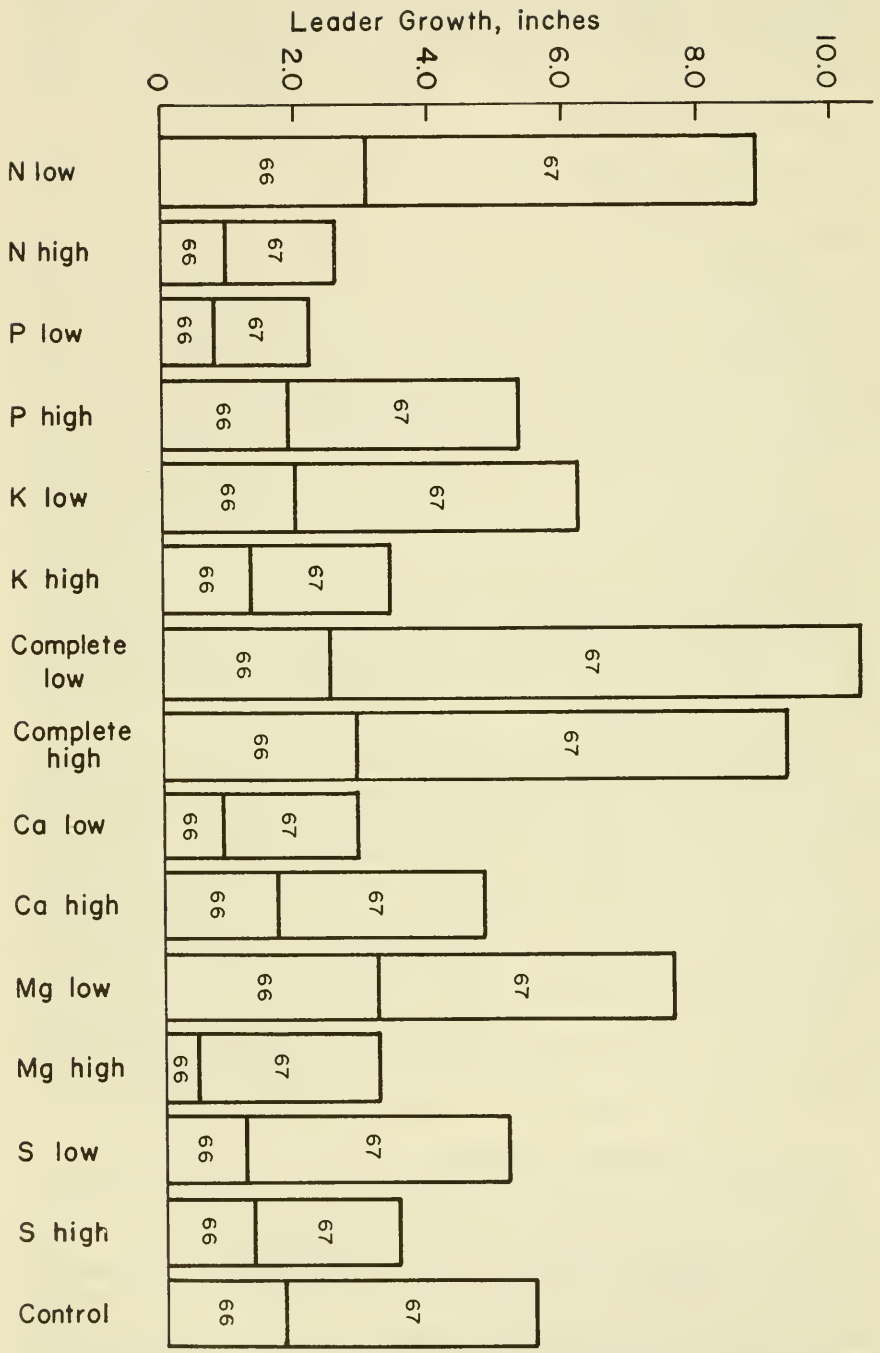 Leader Growth, inches
0 2.0 4.0 6.0 8.0 10.0
N low 66 67
N high 66 67
P low 66 67
P high 66 67
K low 66 67
K high 66 67
Complete
low 66 67
Complete
high 66 67
Ca low 66 67
Ca high 66 67
Mg low 66 67
Mg high 66 67
S low 66 67
S high 66 67
Control 66 67